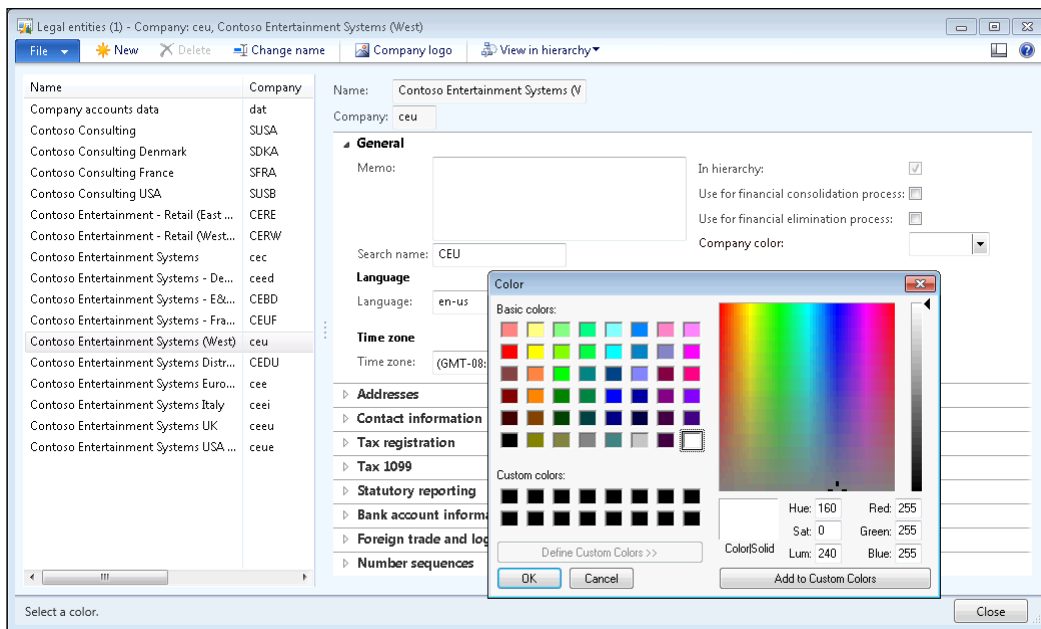 Legal entities (1) - Company: ceu, Contoso Entertainment Systems (West)
File New Delete Change name Company logo View in hierarchy
Name Company
Company accounts data dat
Contoso Consulting SUSA
Contoso Consulting Denmark SDKA
Contoso Consulting France SFRA
Contoso Consulting USA SUSB
Contoso Entertainment - Retail (East ... CERE
Contoso Entertainment - Retail (West... CERW
Contoso Entertainment Systems cec
Contoso Entertainment Systems - De... ceed
Contoso Entertainment Systems - E&... CEBD
Contoso Entertainment Systems - Fra... CEUF
Contoso Entertainment Systems (West) ceu
Contoso Entertainment Systems Distr... CEDU
Contoso Entertainment Systems Euro... cee
Contoso Entertainment Systems Italy ceei
Contoso Entertainment Systems UK ceeu
Contoso Entertainment Systems USA ... ceue
Name: Contoso Entertainment Systems (W
Company: ceu
General
Memo:
In hierarchy:
Use for financial consolidation process:
Use for financial elimination process:
Company color:
Search name: CEU
Language
Language: en-us
Time zone
Time zone: (GMT-08:
Addresses
Contact information
Tax registration
Tax 1099
Statutory reporting
Bank account informa
Foreign trade and log
Number sequences
Color
Basic colors:
Custom colors:
Define Custom Colors >>
OK Cancel
Color|Solid
Hue: 160 Red: 255
Sat: 0 Green: 255
Lum: 240 Blue: 255
Add to Custom Colors
Select a color.
Close